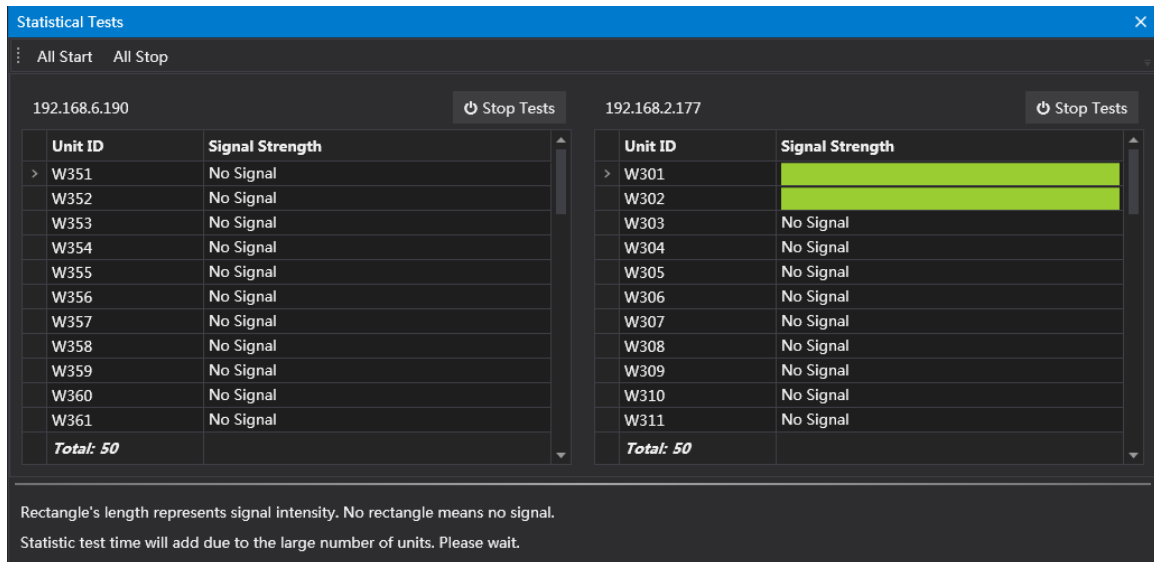 Statistical Tests
All Start All Stop
192.168.6.190 Stop Tests
Unit ID Signal Strength
W351 No Signal
W352 No Signal
W353 No Signal
W354 No Signal
W355 No Signal
W356 No Signal
W357 No Signal
W358 No Signal
W359 No Signal
W360 No Signal
W361 No Signal
Total: 50
192.168.2.177 Stop Tests
Unit ID Signal Strength
W301
W302
W303 No Signal
W304 No Signal
W305 No Signal
W306 No Signal
W307 No Signal
W308 No Signal
W309 No Signal
W310 No Signal
W311 No Signal
Total: 50
Rectangle's length represents signal intensity. No rectangle means no signal.
Statistic test time will add due to the large number of units. Please wait.